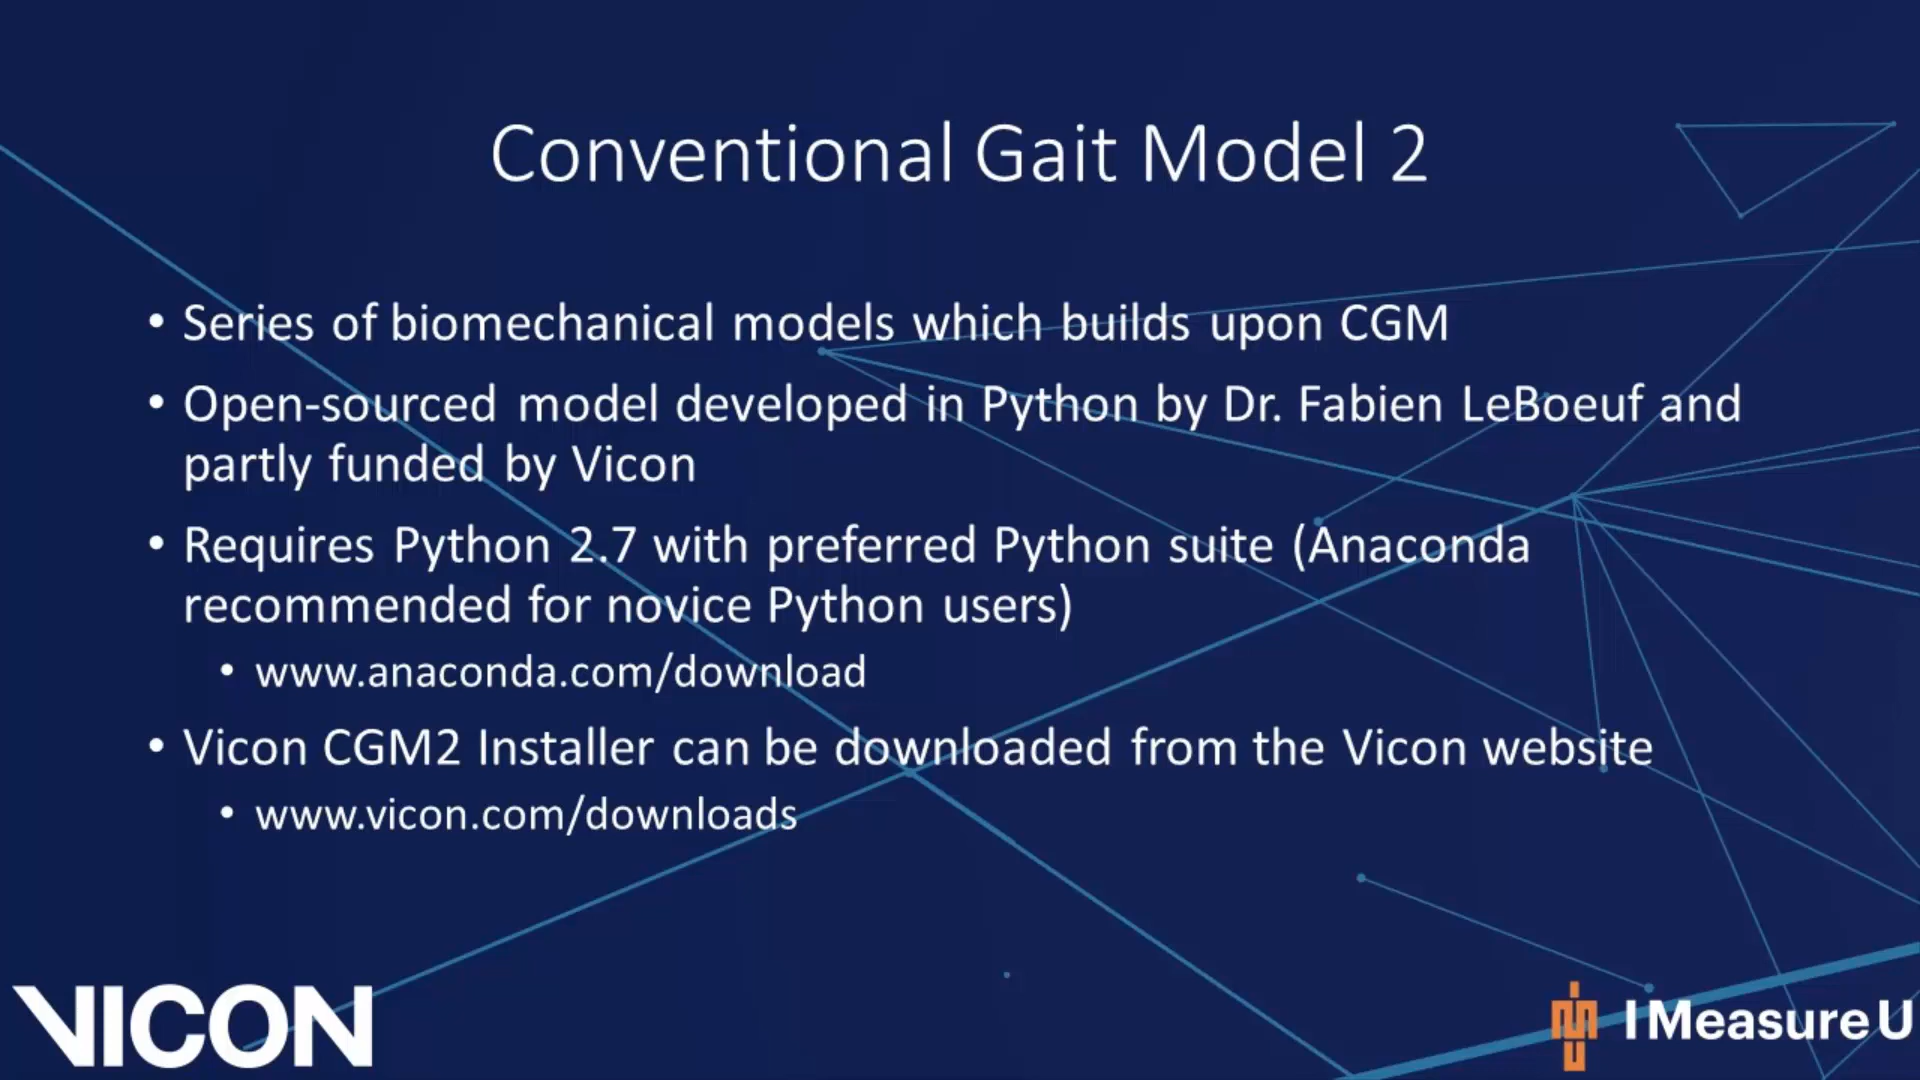 Conventional Gait Model 2
• Series of biomechanical models which builds upon CGM
• Open-sourced model developed in Python by Dr. Fabien LeBoeuf and
partly funded by Vicon
• Requires Python 2.7 with preferred Python suite (Anaconda
recommended for novice Python users)
• www.anaconda.com/download
• Vicon CGM2 Installer can be downloaded from the Vicon website
• www.vicon.com/downloads
VICON
I Measure U